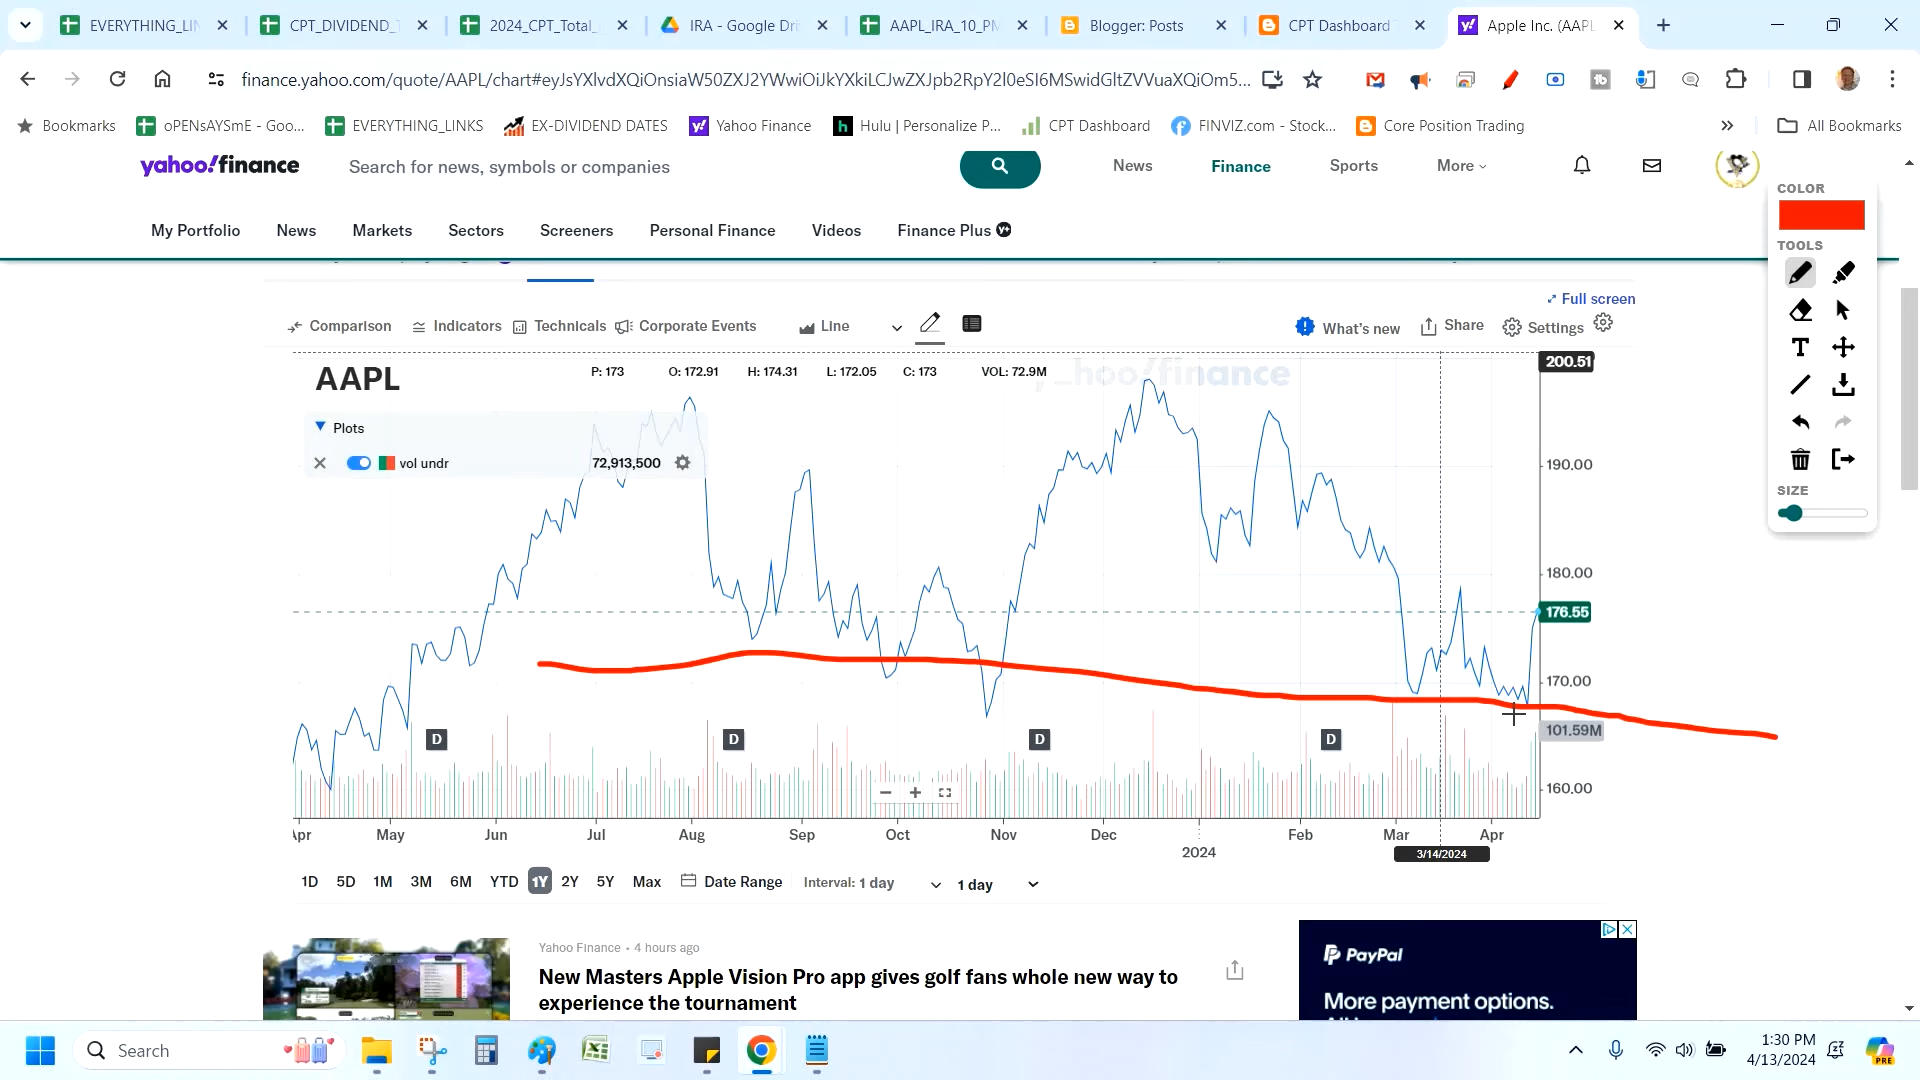 EVERYTHING_LIN
CPT_DIVIDEND_T
2024_CPT_Total_
IRA - Google Dri
AAPL_IRA_10_PM
Blogger: Posts
CPT Dashboard
Apple Inc. (AAPL
finance.yahoo.com/quote/AAPL/chart#eyJsYXlvdXQiOnsiaW50ZXJ2YWwiOiJkYXkiLCJwZXJpb2RpY2l0eSI6MSwidGltZVVuaXQiOm5...
Bookmarks
oPENsAYSmE - Goo...
EVERYTHING_LINKS
EX-DIVIDEND DATES
Yahoo Finance
Hulu | Personalize P...
CPT Dashboard
FINVIZ.com - Stock...
Core Position Trading
All Bookmarks
yahoo!finance
Search for news, symbols or companies
News
Finance
Sports
More
COLOR
TOOLS
SIZE
My Portfolio
News
Markets
Sectors
Screeners
Personal Finance
Videos
Finance Plus
Full screen
Comparison
Indicators
Technicals
Corporate Events
Line
What's new
Share
Settings
AAPL
P: 173
O: 172.91
H: 174.31
L: 172.05
C: 173
VOL: 72.9M
200.51
Plots
vol undr
72,913,500
190.00
180.00
176.55
170.00
101.59M
160.00
D
D
D
D
Apr
May
Jun
Jul
Aug
Sep
Oct
Nov
Dec
2024
Feb
Mar
Apr
3/14/2024
1D
5D
1M
3M
6M
YTD
1Y
2Y
5Y
Max
Date Range
Interval: 1 day
1 day
Yahoo Finance • 4 hours ago
New Masters Apple Vision Pro app gives golf fans whole new way to
experience the tournament
PayPal
More payment options.
Search
1:30 PM
4/13/2024
PRE